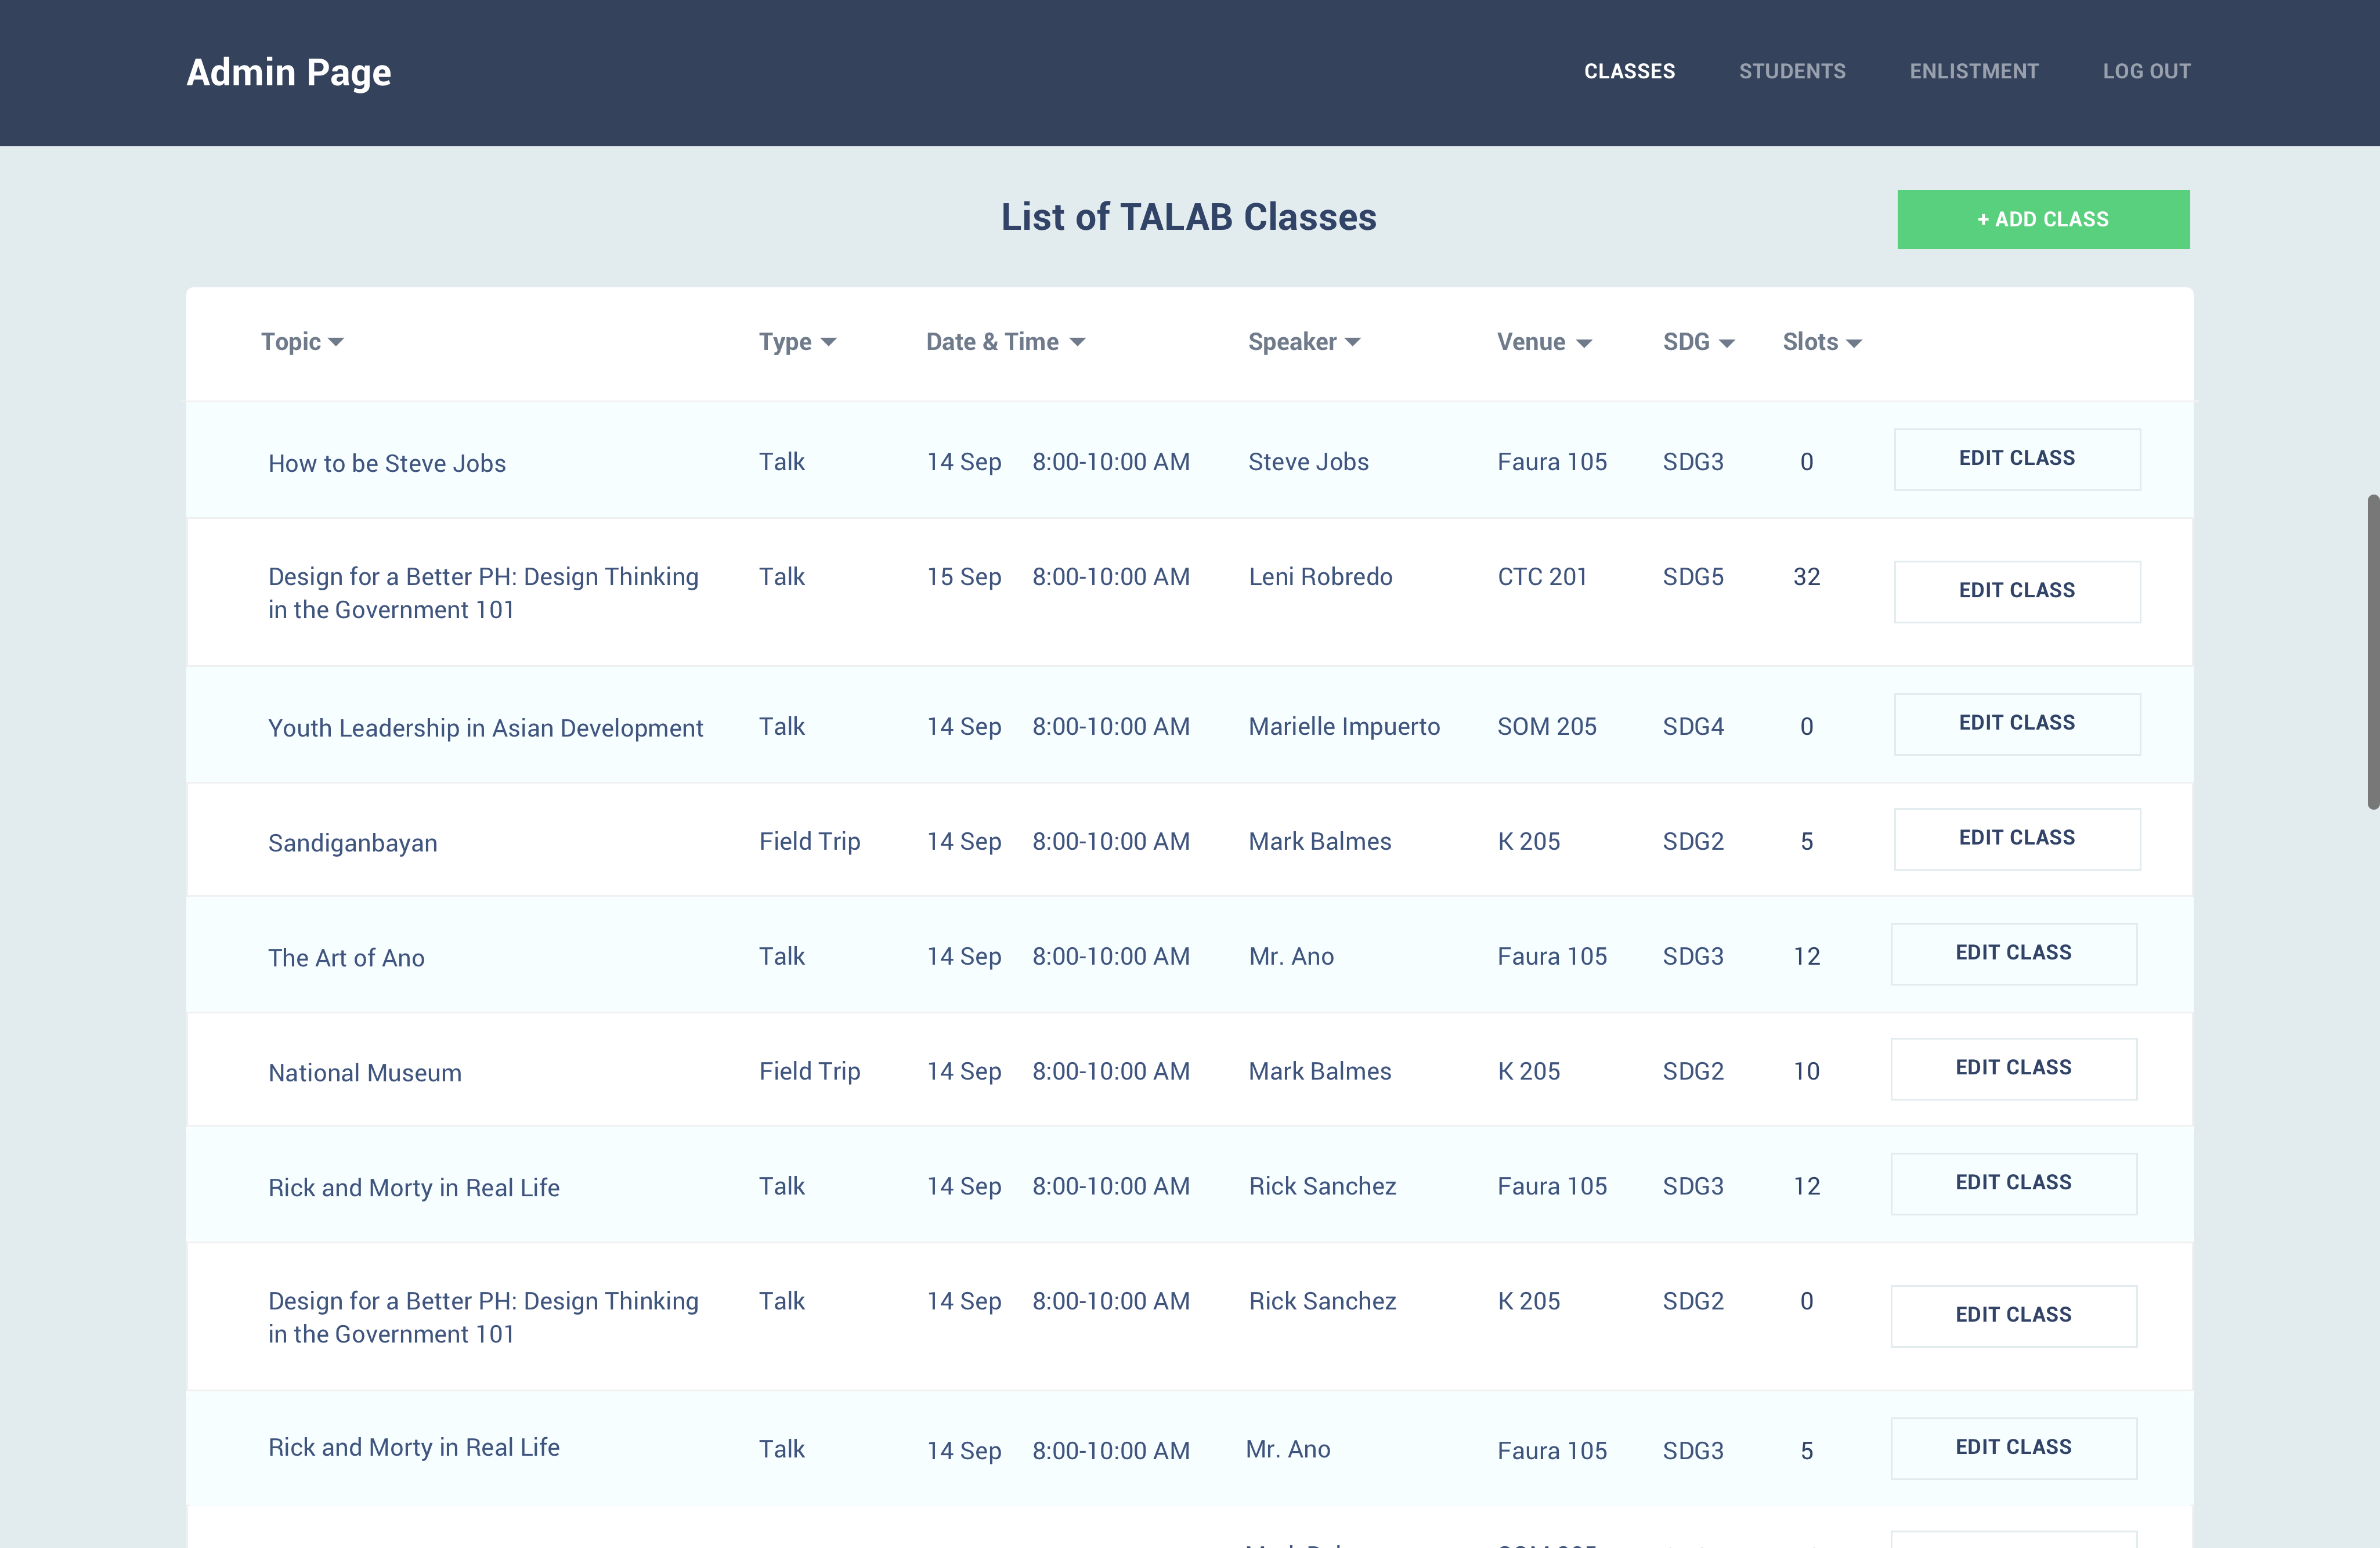 Admin Page
CLASSES STUDENTS ENLISTMENT LOG OUT
List of TALAB Classes
+ ADD CLASS
Topic Type Date & Time Speaker Venue SDG Slots
How to be Steve Jobs Talk 14 Sep 8:00-10:00 AM Steve Jobs Faura 105 SDG3 0 EDIT CLASS
Design for a Better PH: Design Thinking Talk 15 Sep 8:00-10:00 AM Leni Robredo CTC 201 SDG5 32 EDIT CLASS
in the Government 101
Youth Leadership in Asian Development Talk 14 Sep 8:00-10:00 AM Marielle Impuerto SOM 205 SDG4 0 EDIT CLASS
Sandiganbayan Field Trip 14 Sep 8:00-10:00 AM Mark Balmes K 205 SDG2 5 EDIT CLASS
The Art of Ano Talk 14 Sep 8:00-10:00 AM Mr. Ano Faura 105 SDG3 12 EDIT CLASS
National Museum Field Trip 14 Sep 8:00-10:00 AM Mark Balmes K 205 SDG2 10 EDIT CLASS
Rick and Morty in Real Life Talk 14 Sep 8:00-10:00 AM Rick Sanchez Faura 105 SDG3 12 EDIT CLASS
Design for a Better PH: Design Thinking Talk 14 Sep 8:00-10:00 AM Rick Sanchez K 205 SDG2 0 EDIT CLASS
in the Government 101
Rick and Morty in Real Life Talk 14 Sep 8:00-10:00 AM Mr. Ano Faura 105 SDG3 5 EDIT CLASS